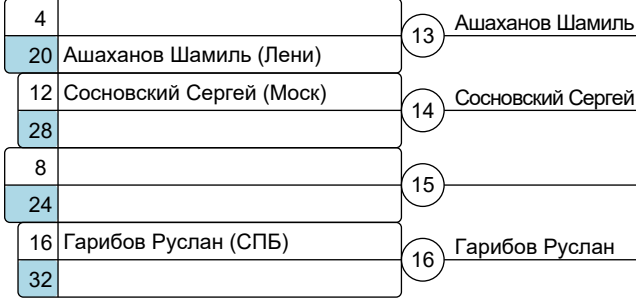 4
13 Ашаханов Шамиль
20 Ашаханов Шамиль (Лени)
12 Сосновский Сергей (Моск)
14 Сосновский Сергей
28
8
15
24
16 Гарибов Руслан (СПБ)
16 Гарибов Руслан
32